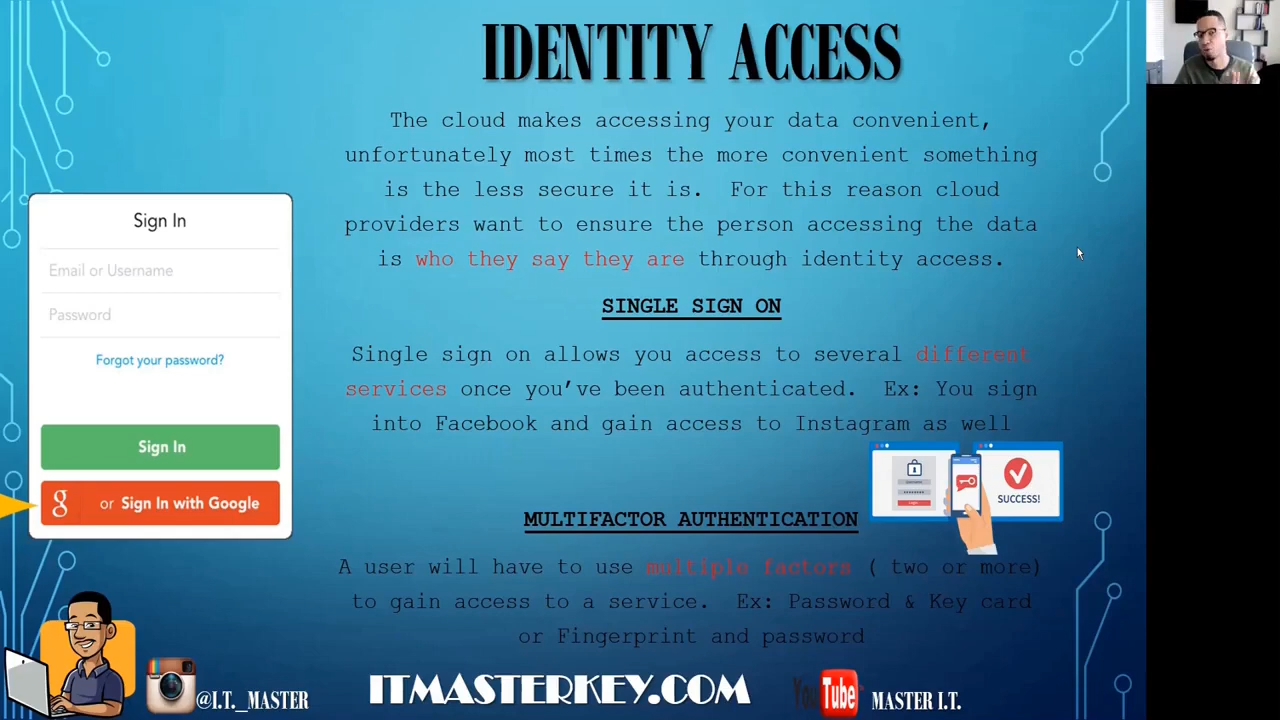 IDENTITY ACCESS
The cloud makes accessing your data convenient,
unfortunately most times the more convenient something
is the less secure it is. For this reason cloud
providers want to ensure the person accessing the data
is who they say they are through identity access.
SINGLE SIGN ON
Single sign on allows you access to several different
services once you've been authenticated. Ex: You sign
into Facebook and gain access to Instagram as well
MULTIFACTOR AUTHENTICATION
A user will have to use multiple factors ( two or more)
to gain access to a service. Ex: Password & Key card
or Fingerprint and password
Sign In
Email or Username
Password
Forgot your password?
Sign In
g or Sign In with Google
SUCCESS!
@I.T._MASTER
ITMASTERKEY.COM
YouTube
MASTER I.T.